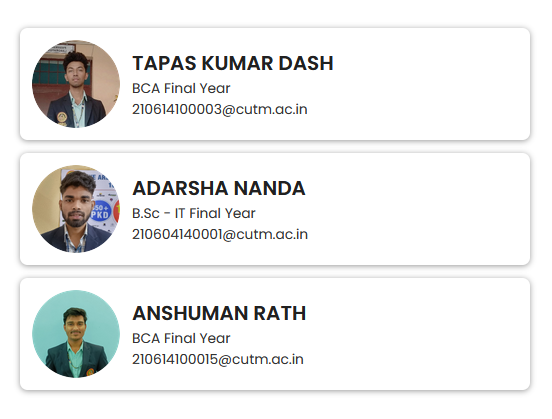 TAPAS KUMAR DASH
BCA Final Year
210614100003@cutm.ac.in
ADARSHA NANDA
B.Sc - IT Final Year
210604140001@cutm.ac.in
ANSHUMAN RATH
BCA Final Year
210614100015@cutm.ac.in